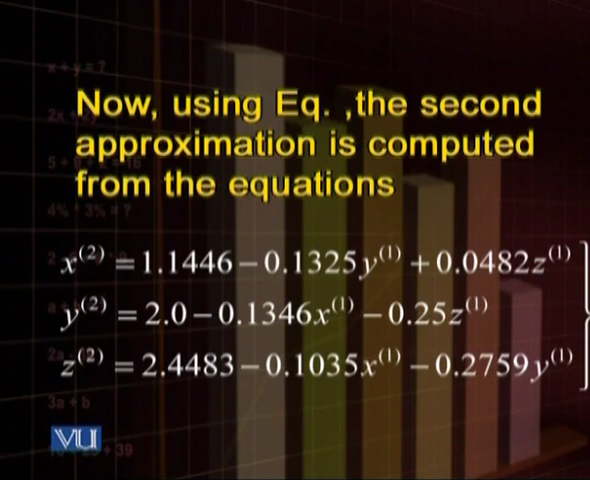 Now, using Eq. ,the second
approximation is computed
from the equations
x⁽²⁾ = 1.1446 − 0.1325y⁽¹⁾ + 0.0482z⁽¹⁾
y⁽²⁾ = 2.0 − 0.1346x⁽¹⁾ − 0.25z⁽¹⁾
z⁽²⁾ = 2.4483 − 0.1035x⁽¹⁾ − 0.2759y⁽¹⁾
VU